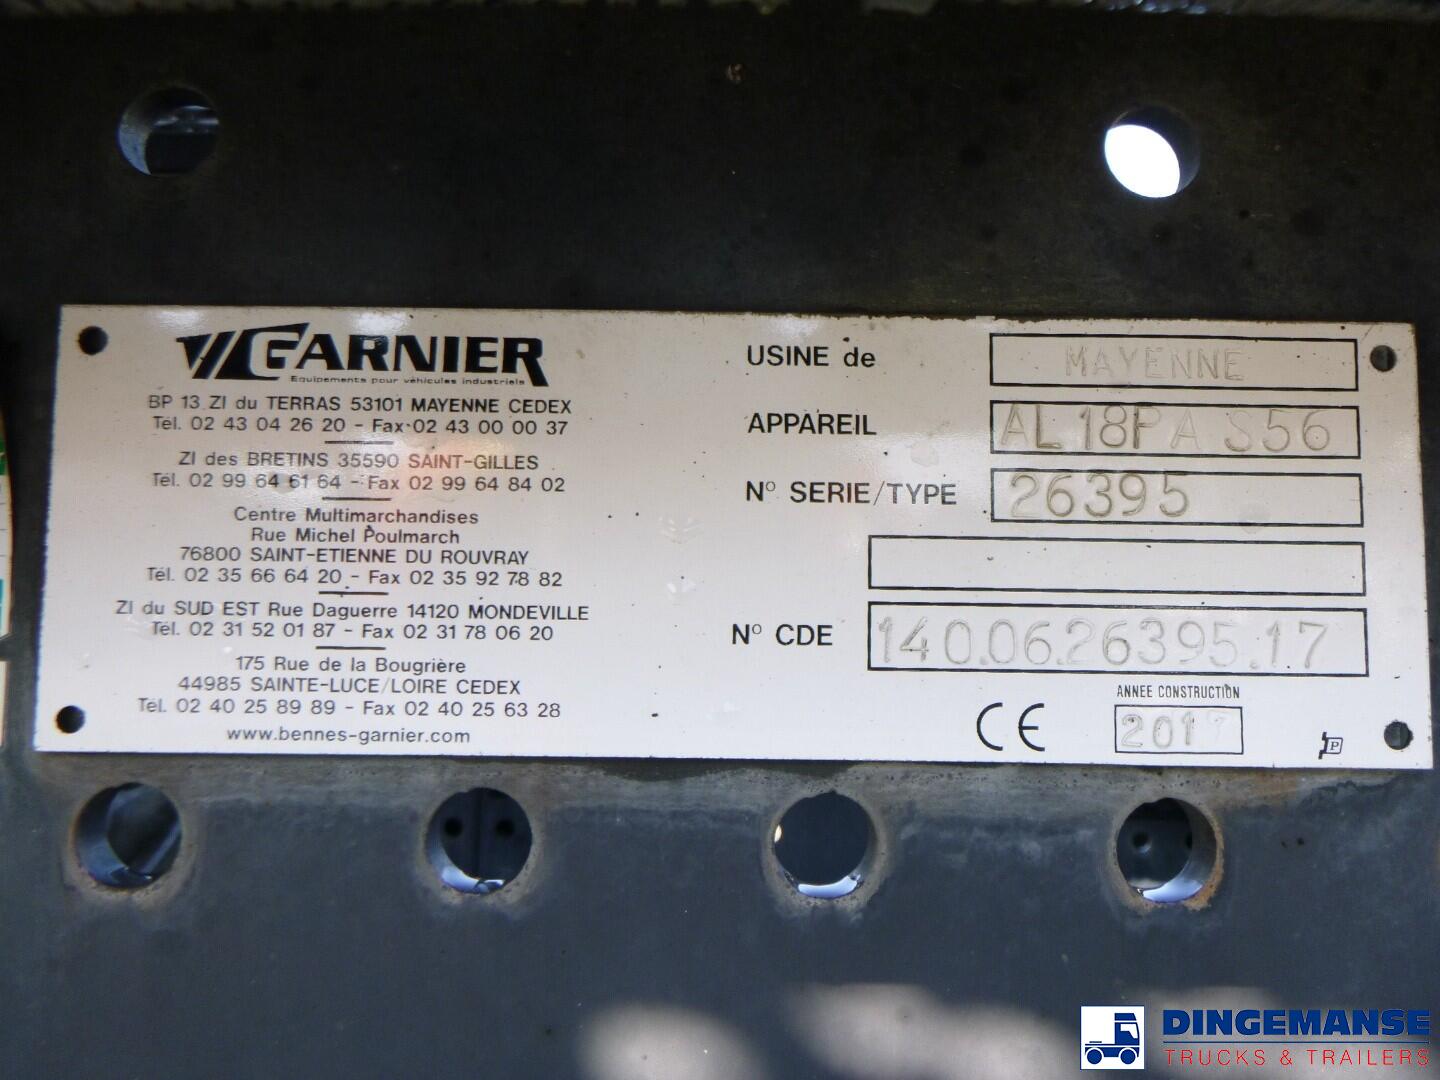 GARNIER
Equipements pour véhicules industriels
BP 13 ZI du TERRAS 53101 MAYENNE CEDEX
Tél. 02 43 04 26 20 - Fax 02 43 00 00 37
ZI des BRETINS 35590 SAINT-GILLES
Tél. 02 99 64 61 64 - Fax 02 99 64 84 02
Centre Multimarchandises
Rue Michel Poulmarch
76800 SAINT-ETIENNE DU ROUVRAY
Tél. 02 35 66 64 20 - Fax 02 35 92 78 82
ZI du SUD EST Rue Daguerre 14120 MONDEVILLE
Tél. 02 31 52 01 87 - Fax 02 31 78 06 20
175 Rue de la Bougrière
44985 SAINTE-LUCE/LOIRE CEDEX
Tél. 02 40 25 89 89 - Fax 02 40 25 63 28
www.bennes-garnier.com
USINE de MAYENNE
APPAREIL AL18PA S56
N° SERIE/TYPE 26395
N° CDE 140.06.26395.17
ANNEE CONSTRUCTION
CE 2017
P
DINGEMANSE
TRUCKS & TRAILERS